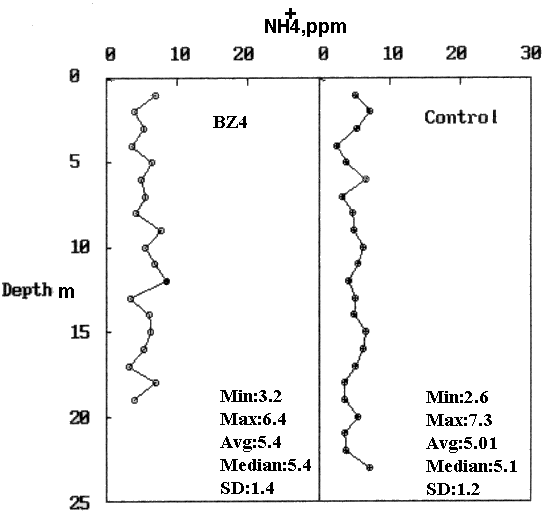 +
NH4,ppm
0 10 20 0 10 20 30
0
BZ4 Control
5
10
Depth m
15
Min:3.2 Min:2.6
20 Max:6.4 Max:7.3
Avg:5.4 Avg:5.01
Median:5.4 Median:5.1
SD:1.4 SD:1.2
25